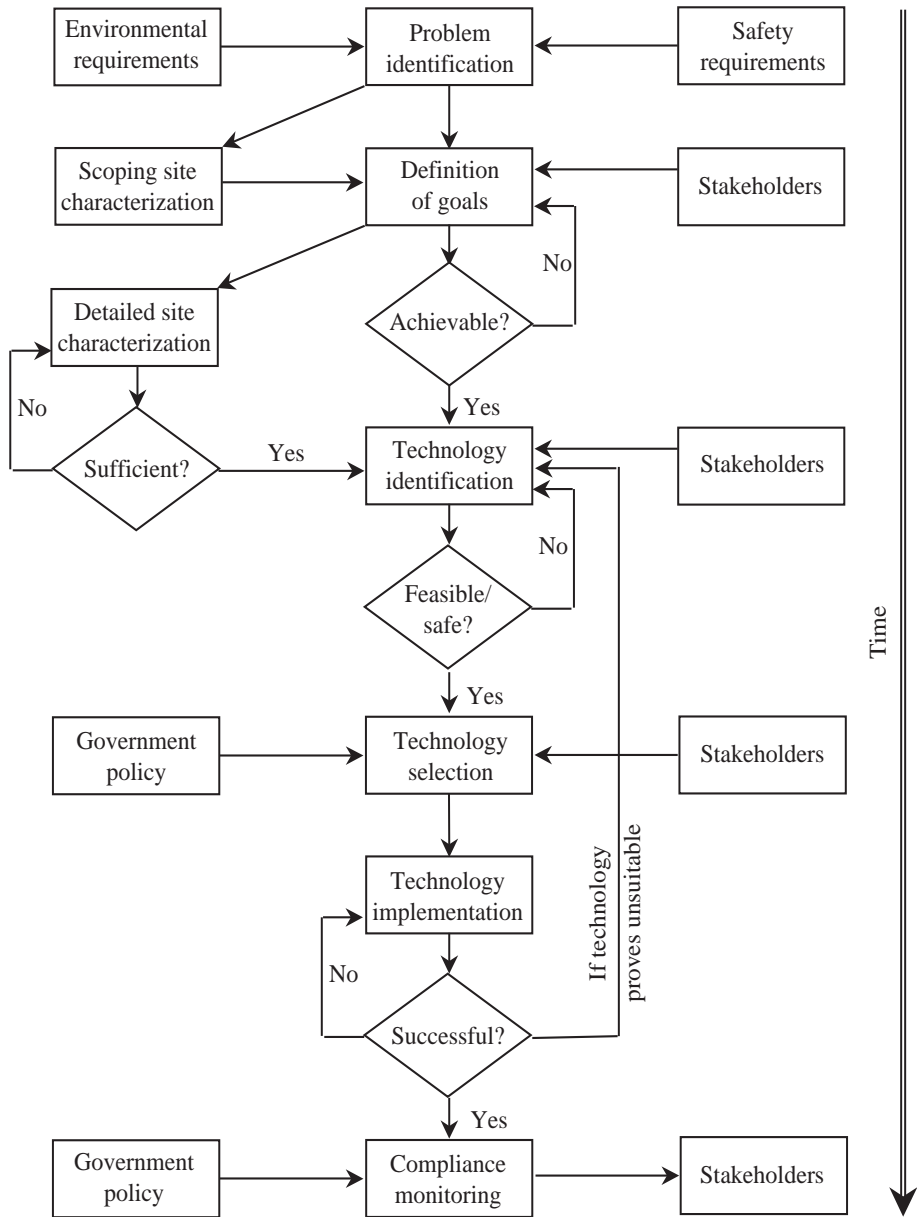 Environmental
requirements
Problem
identification
Safety
requirements
Scoping site
characterization
Definition
of goals
Stakeholders
No
Detailed site
characterization
Achievable?
No
Yes
Sufficient?
Yes
Technology
identification
Stakeholders
No
Feasible/
safe?
Time
Yes
Government
policy
Technology
selection
Stakeholders
If technology
proves unsuitable
Technology
implementation
No
Successful?
Yes
Government
policy
Compliance
monitoring
Stakeholders